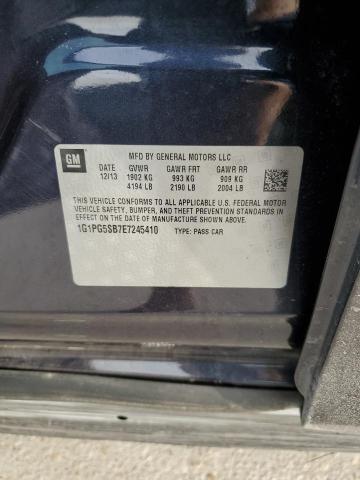 GM
MFD BY GENERAL MOTORS LLC
DATE GVWR GAWR FRT GAWR RR
12/13 1902 KG 993 KG 909 KG
4194 LB 2190 LB 2004 LB
THIS VEHICLE CONFORMS TO ALL APPLICABLE U.S. FEDERAL MOTOR
VEHICLE SAFETY, BUMPER, AND THEFT PREVENTION STANDARDS IN
EFFECT ON THE DATE OF MANUFACTURE SHOWN ABOVE.
1G1PG5SB7E7245410 TYPE: PASS CAR